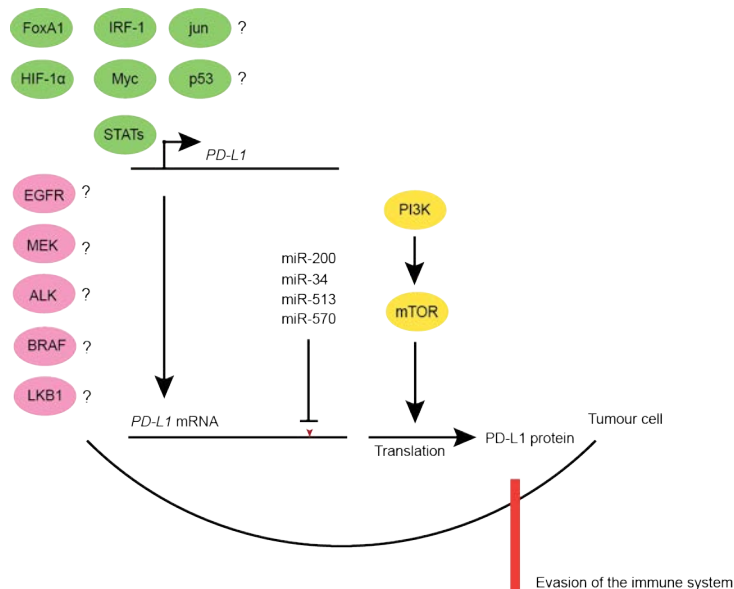 FoxA1 IRF-1 jun ?
HIF-1α Myc p53 ?
STATs
PD-L1
EGFR ?
MEK ?
ALK ?
BRAF ?
LKB1 ?
miR-200
miR-34
miR-513
miR-570
PI3K
mTOR
PD-L1 mRNA
Translation
PD-L1 protein
Tumour cell
Evasion of the immune system